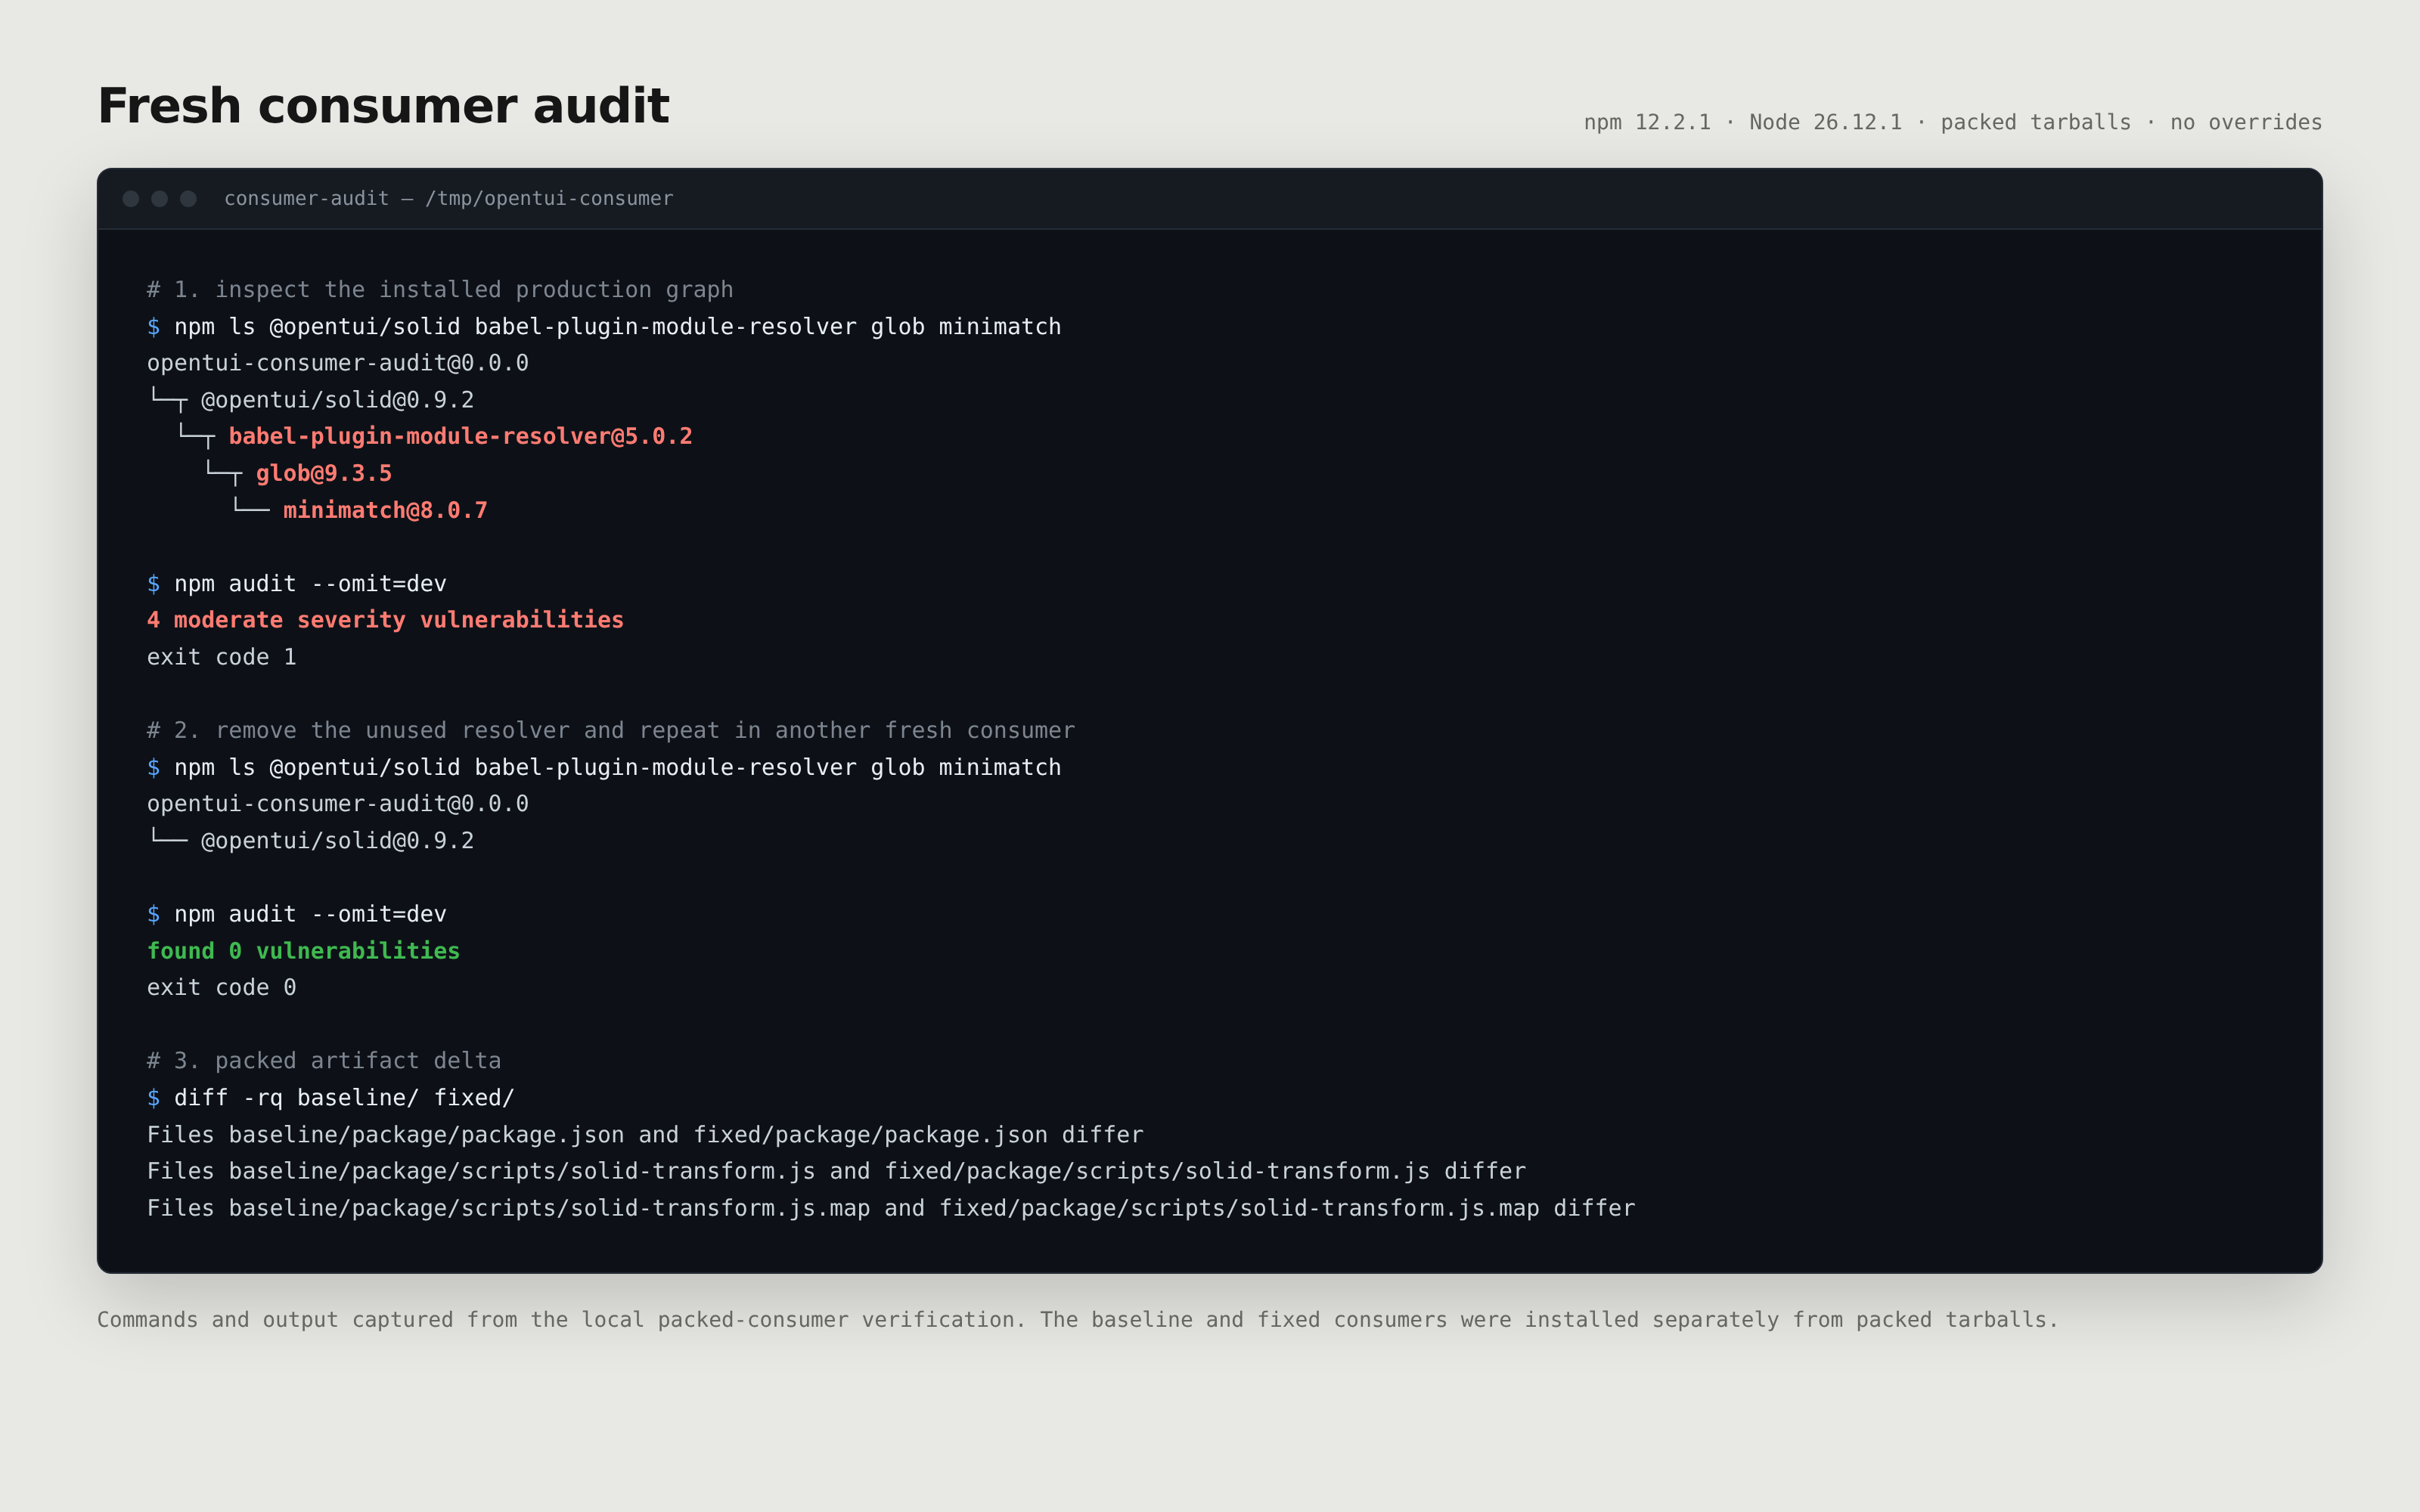 Fresh consumer audit
npm 12.2.1 · Node 26.12.1 · packed tarballs · no overrides
consumer-audit — /tmp/opentui-consumer
# 1. inspect the installed production graph
$ npm ls @opentui/solid babel-plugin-module-resolver glob minimatch
opentui-consumer-audit@0.0.0
└─┬ @opentui/solid@0.9.2
  └─┬ babel-plugin-module-resolver@5.0.2
    └─┬ glob@9.3.5
      └── minimatch@8.0.7
$ npm audit --omit=dev
4 moderate severity vulnerabilities
exit code 1
# 2. remove the unused resolver and repeat in another fresh consumer
$ npm ls @opentui/solid babel-plugin-module-resolver glob minimatch
opentui-consumer-audit@0.0.0
└── @opentui/solid@0.9.2
$ npm audit --omit=dev
found 0 vulnerabilities
exit code 0
# 3. packed artifact delta
$ diff -rq baseline/ fixed/
Files baseline/package/package.json and fixed/package/package.json differ
Files baseline/package/scripts/solid-transform.js and fixed/package/scripts/solid-transform.js differ
Files baseline/package/scripts/solid-transform.js.map and fixed/package/scripts/solid-transform.js.map differ
Commands and output captured from the local packed-consumer verification. The baseline and fixed consumers were installed separately from packed tarballs.